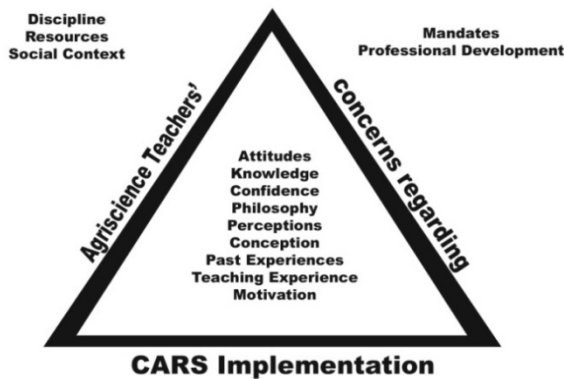 Discipline
Resources
Social Context
Mandates
Professional Development
Agriscience Teachers’
concerns regarding
Attitudes
Knowledge
Confidence
Philosophy
Perceptions
Conception
Past Experiences
Teaching Experience
Motivation
CARS Implementation